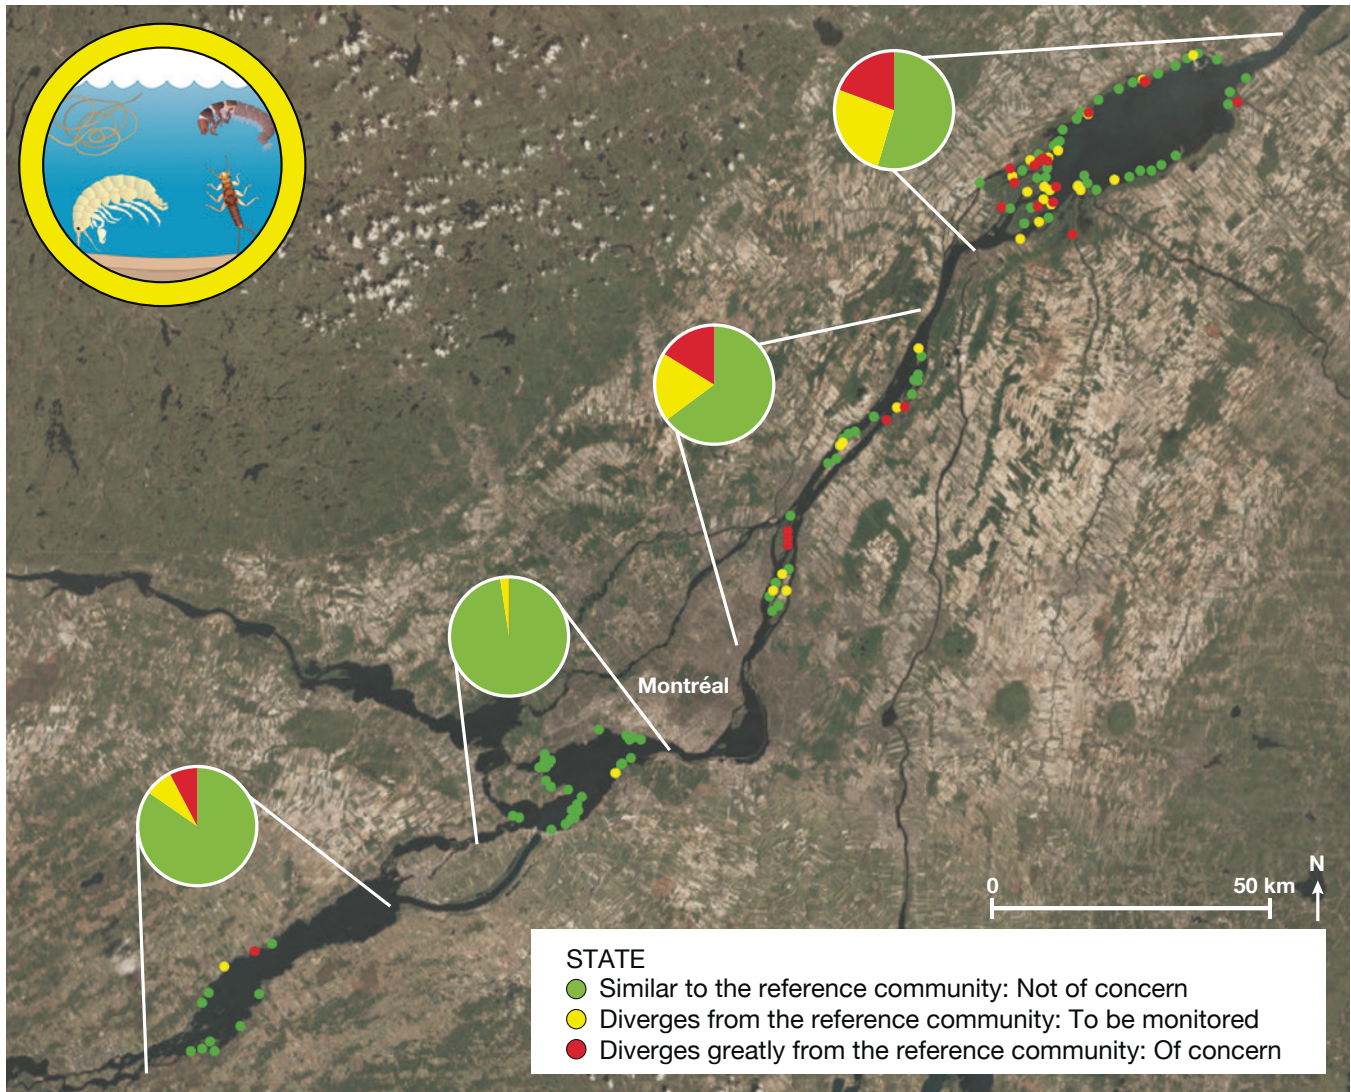 Montréal
N
0 50 km
STATE
Similar to the reference community: Not of concern
Diverges from the reference community: To be monitored
Diverges greatly from the reference community: Of concern